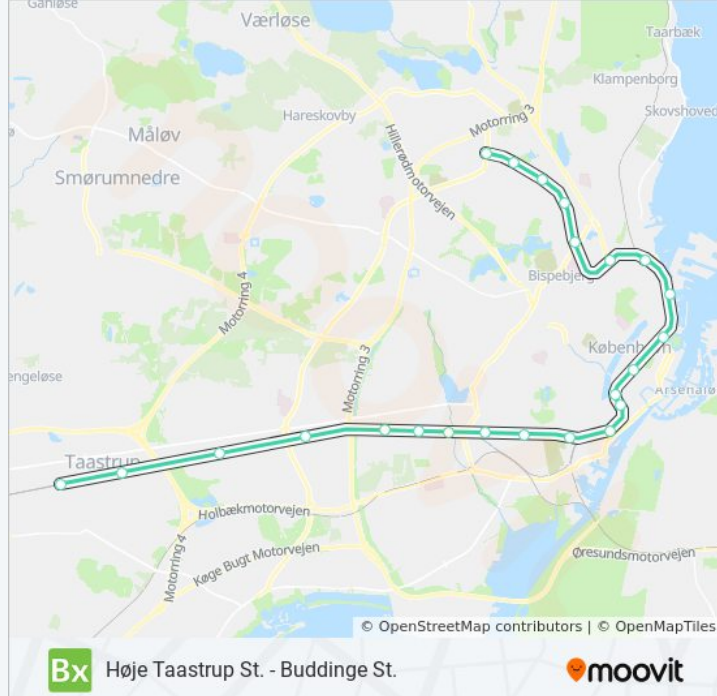 Ganløse
Værløse
Taarbæk
Klampenborg
Skovshoved
Hareskovby
Motorring 3
Måløv
Hillerødmotorvejen
Smørumnedre
Bispebjerg
Motorring 4
København
engeløse
Motorring 3
Arsenalø
Taastrup
Holbækmotorvejen
Motorring 4
Køge Bugt Motorvejen
Øresundsmotorvejen
© OpenStreetMap contributors | © OpenMapTiles
Bx Høje Taastrup St. - Buddinge St. moovit